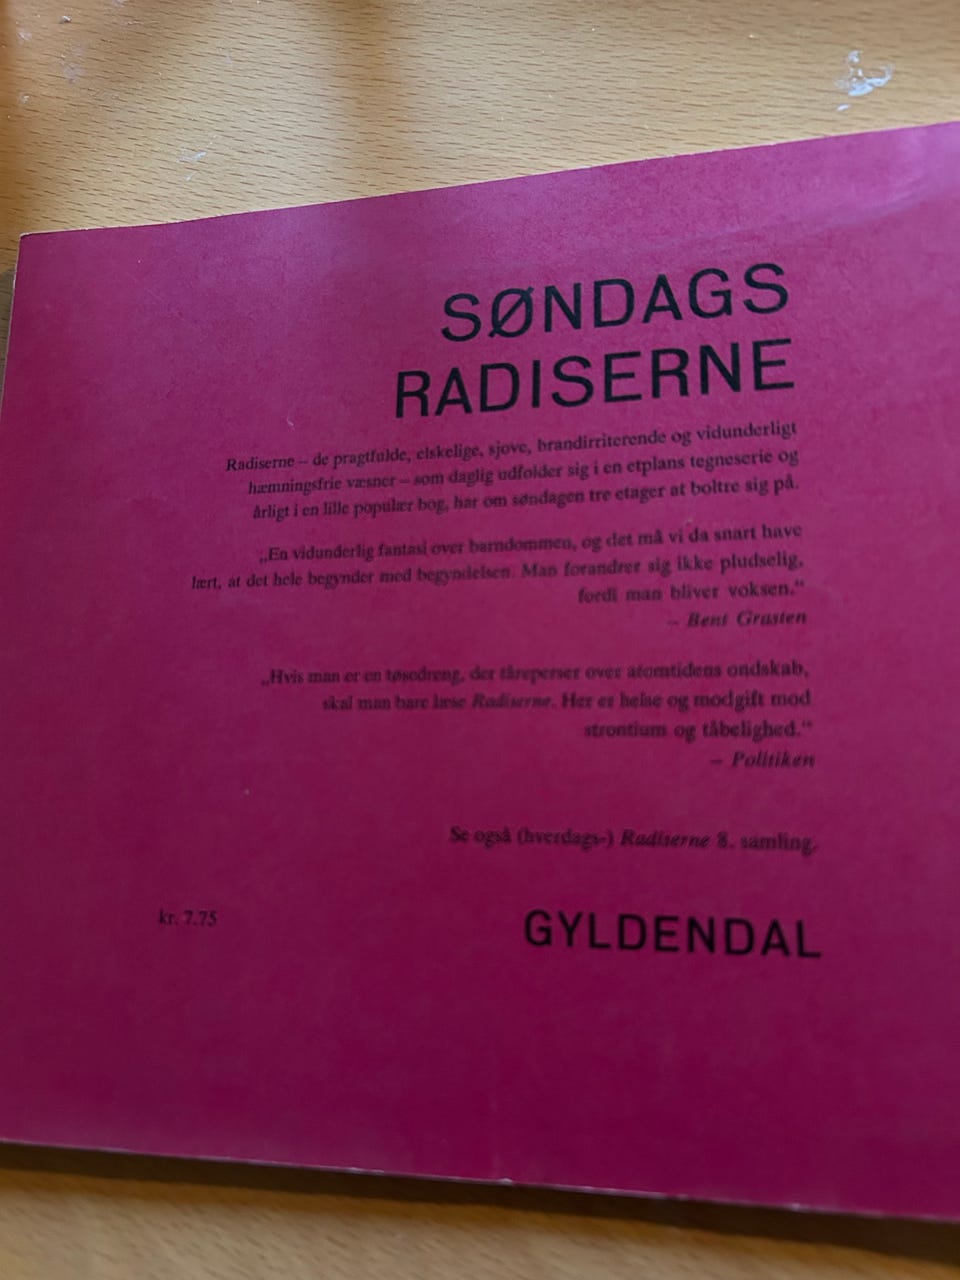 SØNDAGS
RADISERNE
Radiserne – de pragtfulde, elskelige, sjove, brandirriterende og vidunderligt
hæmningsfrie væsner – som daglig udfolder sig i en etplans tegneserie og
årligt i en lille populær bog, har om søndagen tre etager at boltre sig på.
„En vidunderlig fantasi over barndommen, og det må vi da snart have
lært, at det hele begynder med begyndelsen. Man forandrer sig ikke pludselig,
fordi man bliver voksen.“
– Bent Grasten
„Hvis man er en tøsedreng, der tåreperser over atomtidens ondskab,
skal man bare læse Radiserne. Her er helse og modgift mod
strontium og tåbelighed.“
– Politiken
Se også (hverdags-) Radiserne 8. samling.
kr. 7.75
GYLDENDAL